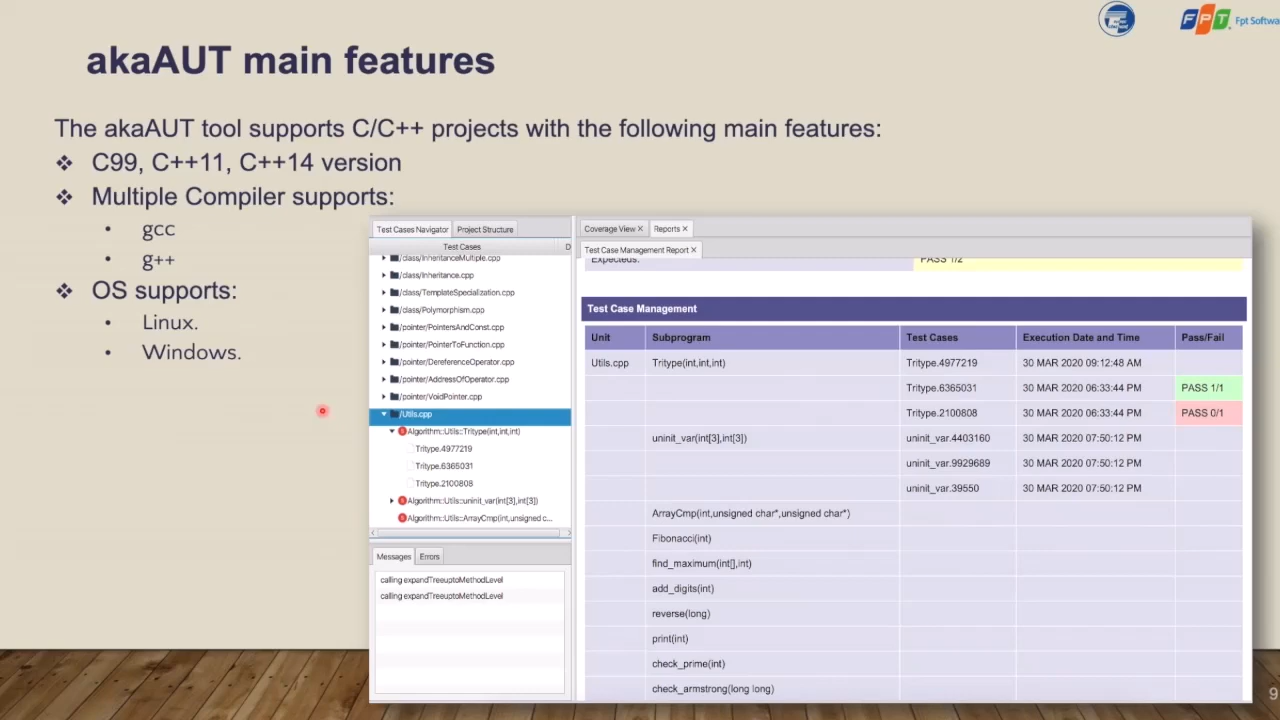 FPT Fpt Softwa
akaAUT main features
The akaAUT tool supports C/C++ projects with the following main features:
❖ C99, C++11, C++14 version
❖ Multiple Compiler supports:
• gcc
• g++
❖ OS supports:
• Linux.
• Windows.
Test Cases Navigator Project Structure
Test Cases D
/class/InheritanceMultiple.cpp
/class/Inheritance.cpp
/class/TemplateSpecialization.cpp
/class/Polymorphism.cpp
/pointer/PointersAndConst.cpp
/pointer/PointerToFunction.cpp
/pointer/DereferenceOperator.cpp
/pointer/AddressOfOperator.cpp
/pointer/VoidPointer.cpp
/Utils.cpp
Algorithm::Utils::Tritype(int,int,int)
Tritype.4977219
Tritype.6365031
Tritype.2100808
Algorithm::Utils::uninit_var(int[3],int[3])
Algorithm::Utils::ArrayCmp(int,unsigned c...
Messages Errors
calling expandTreeuptoMethodLevel
calling expandTreeuptoMethodLevel
Coverage View Reports
Test Case Management Report
Expecteds: PASS 1/2
Test Case Management
Unit Subprogram Test Cases Execution Date and Time Pass/Fail
Utils.cpp Tritype(int,int,int) Tritype.4977219 30 MAR 2020 09:12:48 AM
Tritype.6365031 30 MAR 2020 06:33:44 PM PASS 1/1
Tritype.2100808 30 MAR 2020 06:33:44 PM PASS 0/1
uninit_var(int[3],int[3]) uninit_var.4403160 30 MAR 2020 07:50:12 PM
uninit_var.9929689 30 MAR 2020 07:50:12 PM
uninit_var.39550 30 MAR 2020 07:50:12 PM
ArrayCmp(int,unsigned char*,unsigned char*)
Fibonacci(int)
find_maximum(int[],int)
add_digits(int)
reverse(long)
print(int)
check_prime(int)
check_armstrong(long long)
9